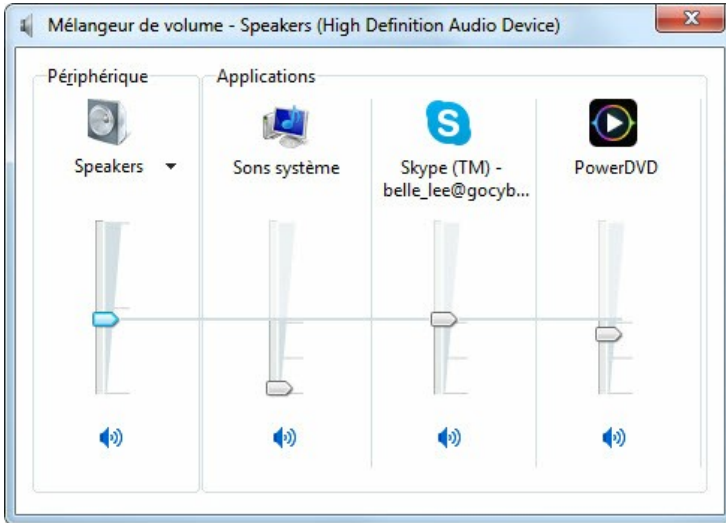 Mélangeur de volume - Speakers (High Definition Audio Device)
Périphérique
Applications
Speakers
Sons système
Skype (TM) -
belle_lee@gocyb...
PowerDVD